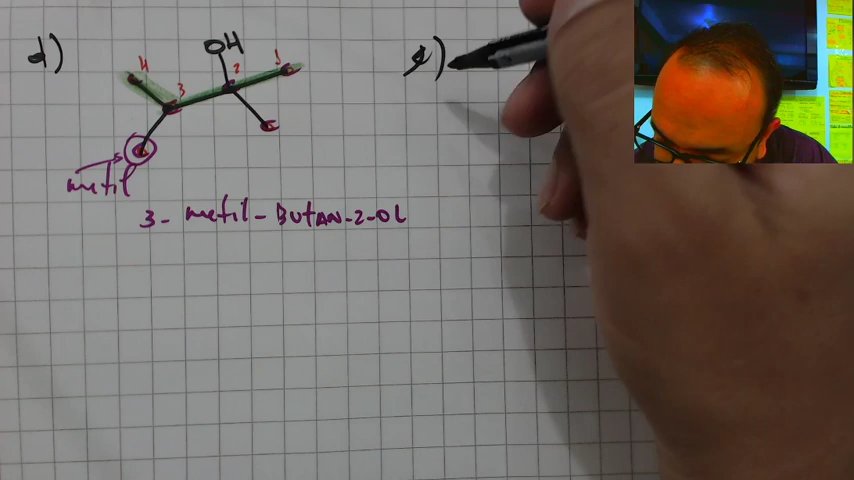 d)
OH
4 3 2 1
metil
3- metil - BUTAN-2-OL
e)